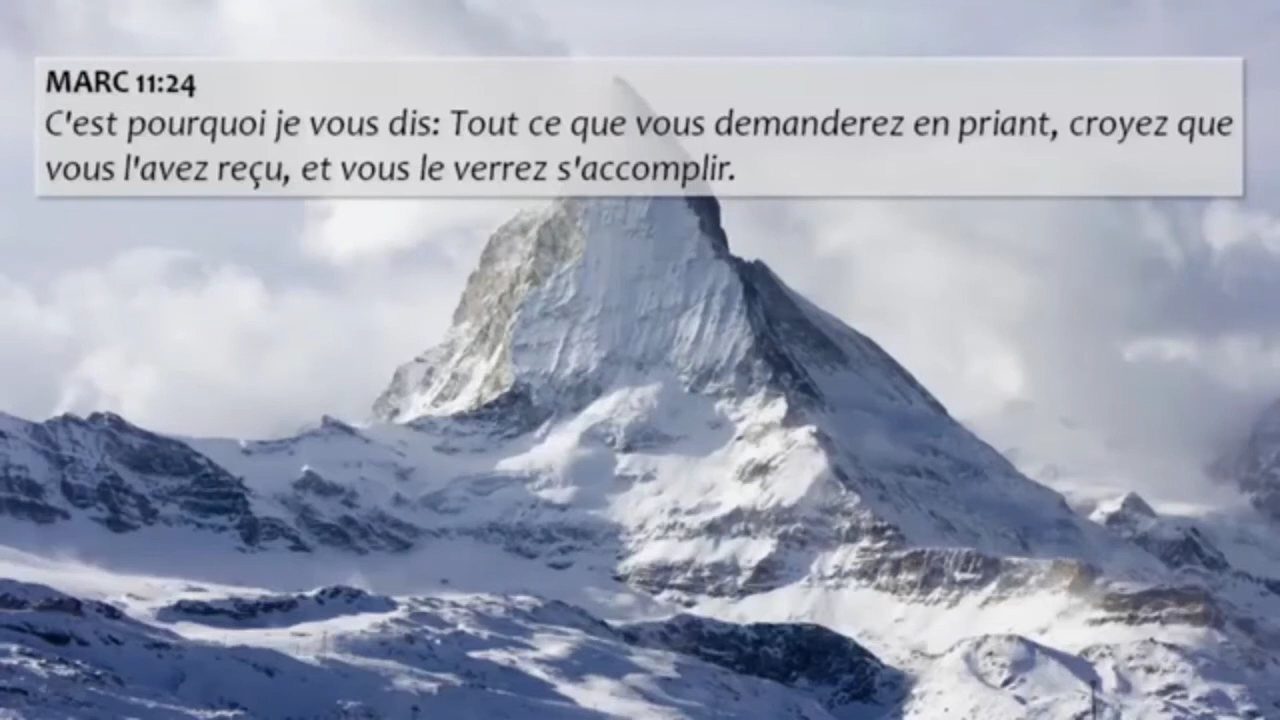 MARC 11:24
C'est pourquoi je vous dis: Tout ce que vous demanderez en priant, croyez que
vous l'avez reçu, et vous le verrez s'accomplir.